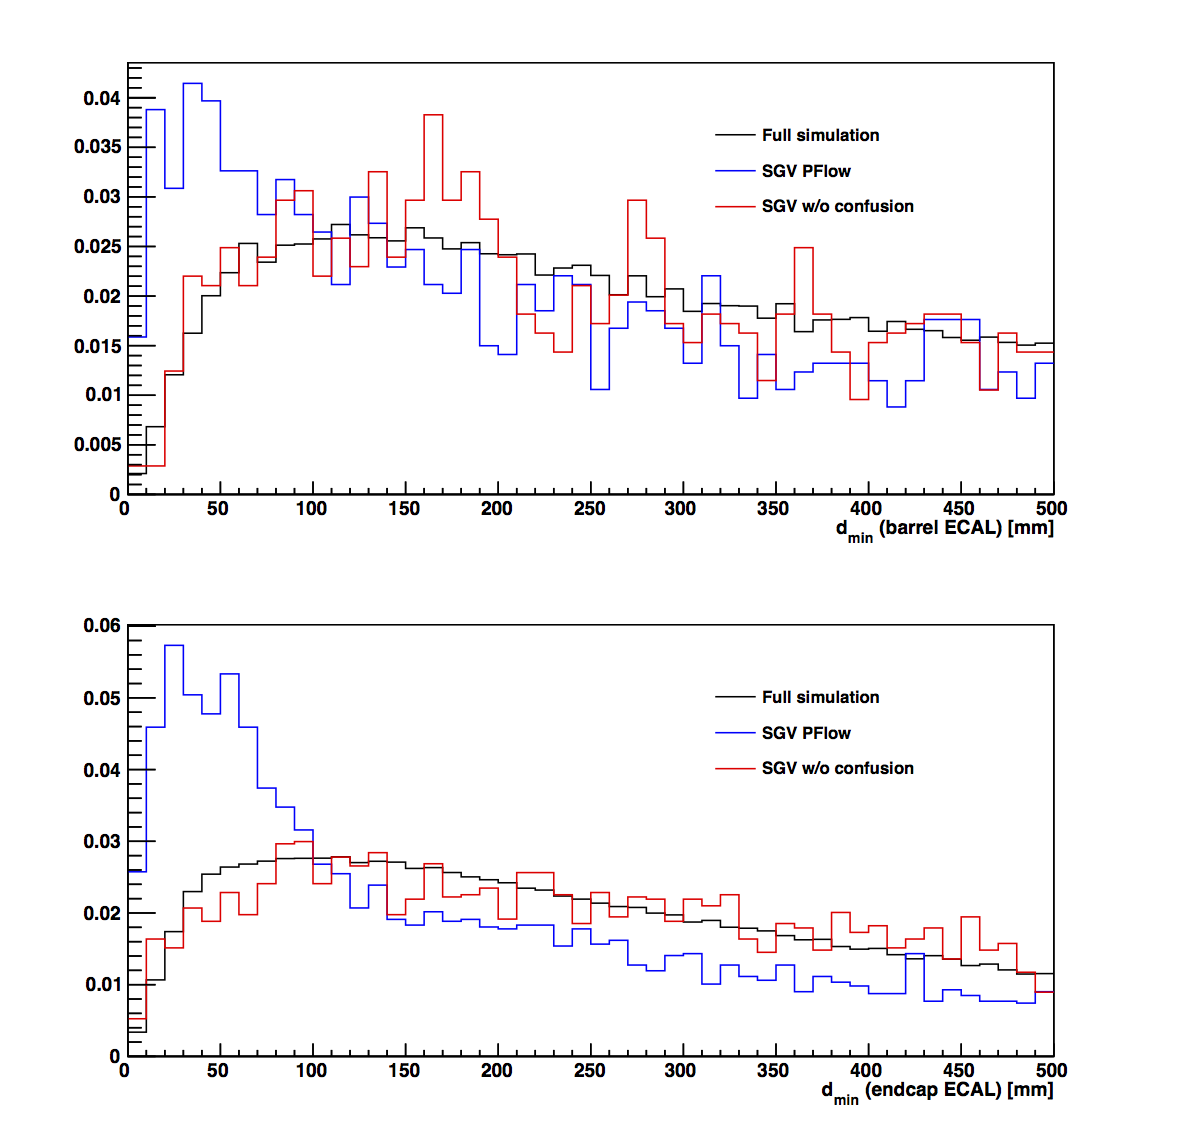 0.04
0.035
0.03
0.025
0.02
0.015
0.01
0.005
0
Full simulation
SGV PFlow
SGV w/o confusion
0 50 100 150 200 250 300 350 400 450 500
dmin (barrel ECAL) [mm]
0.06
0.05
0.04
0.03
0.02
0.01
0
Full simulation
SGV PFlow
SGV w/o confusion
0 50 100 150 200 250 300 350 400 450 500
dmin (endcap ECAL) [mm]